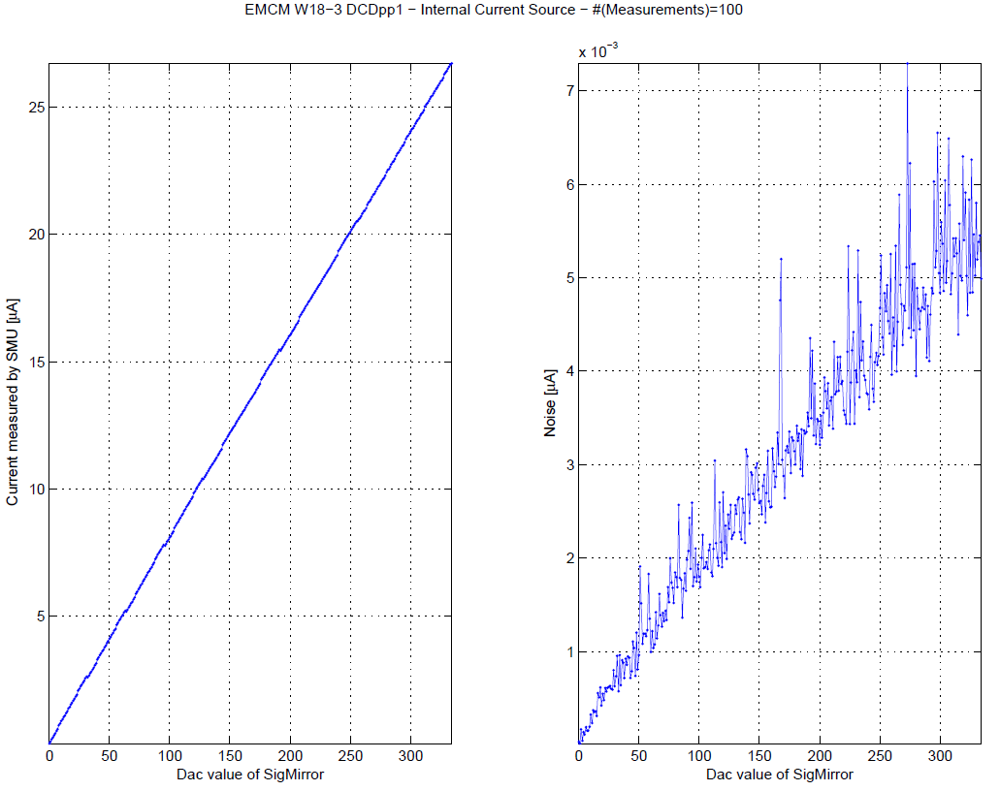 EMCM W18−3 DCDpp1 − Internal Current Source − #(Measurements)=100
Current measured by SMU [µA]
25
20
15
10
5
0 50 100 150 200 250 300
Dac value of SigMirror
x 10−3
Noise [µA]
7
6
5
4
3
2
1
0 50 100 150 200 250 300
Dac value of SigMirror